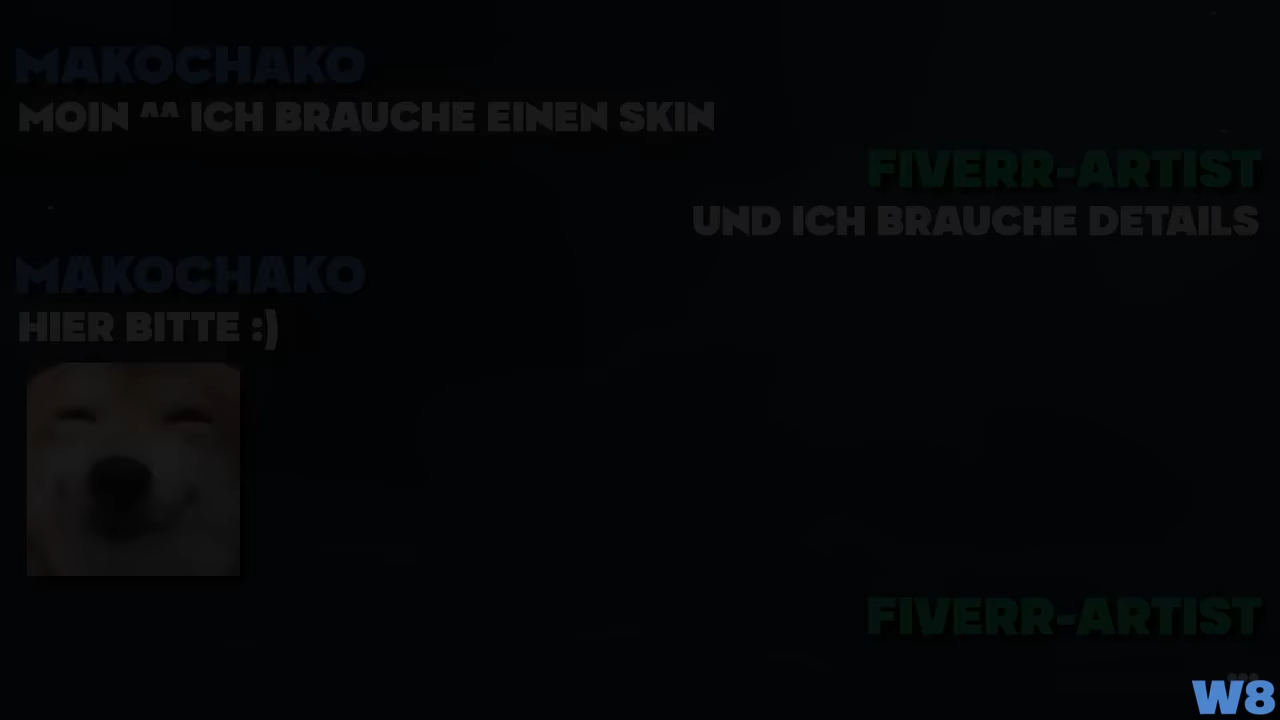 MAKOCHAKO
MOIN ^^ ICH BRAUCHE EINEN SKIN
FIVERR-ARTIST
UND ICH BRAUCHE DETAILS
MAKOCHAKO
HIER BITTE :)
FIVERR-ARTIST
...
W8